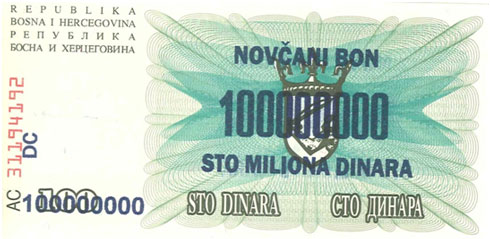 REPUBLIKA
BOSNA I HERCEGOVINA
РЕПУБЛИКА
БОСНА И ХЕРЦЕГОВИНА
NOVČANI BON
100000000
STO MILIONA DINARA
STO DINARA
СТО ДИНАРА
AC 31194192
DC
100
100000000